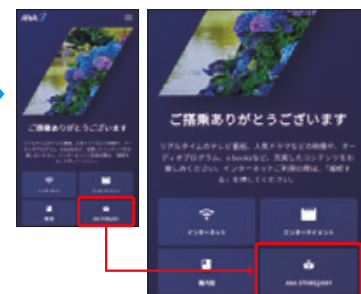 ANA
ご搭乗ありがとうございます
ご搭乗ありがとうございます
リアルタイムのテレビ番組、人気ドラマなどの映像や、オー
ディオプログラム、e-booksなど、充実したコンテンツをお
楽しみください。インターネットご利用の際は、「接続す
る」を押してください。
インターネット
エンターテイメント
機内誌
ANA STORE@SKY